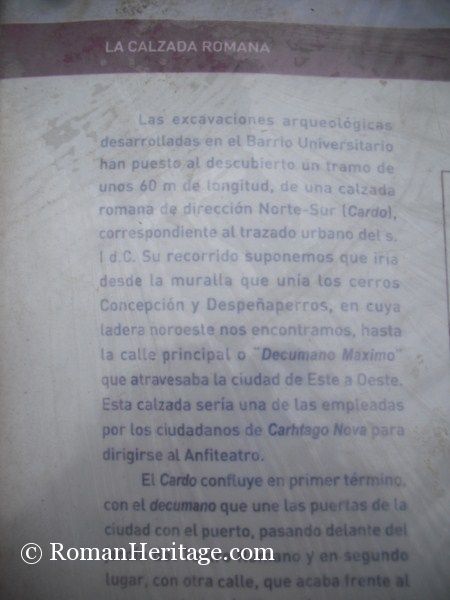 LA CALZADA ROMANA
Las excavaciones arqueológicas
desarrolladas en el Barrio Universitario
han puesto al descubierto un tramo de
unos 60 m de longitud, de una calzada
romana de dirección Norte-Sur (Cardo),
correspondiente al trazado urbano del s.
I d.C. Su recorrido suponemos que iría
desde la muralla que unía los cerros
Concepción y Despeñaperros, en cuya
ladera noroeste nos encontramos, hasta
la calle principal o "Decumano Máximo"
que atravesaba la ciudad de Este a Oeste.
Esta calzada sería una de las empleadas
por los ciudadanos de Carhtago Nova para
dirigirse al Anfiteatro.
El Cardo confluye en primer término,
con el decumano que une las puertas de la
ciudad con el puerto, pasando delante del
y en segundo
lugar, con otra calle, que acaba frente al
© RomanHeritage.com